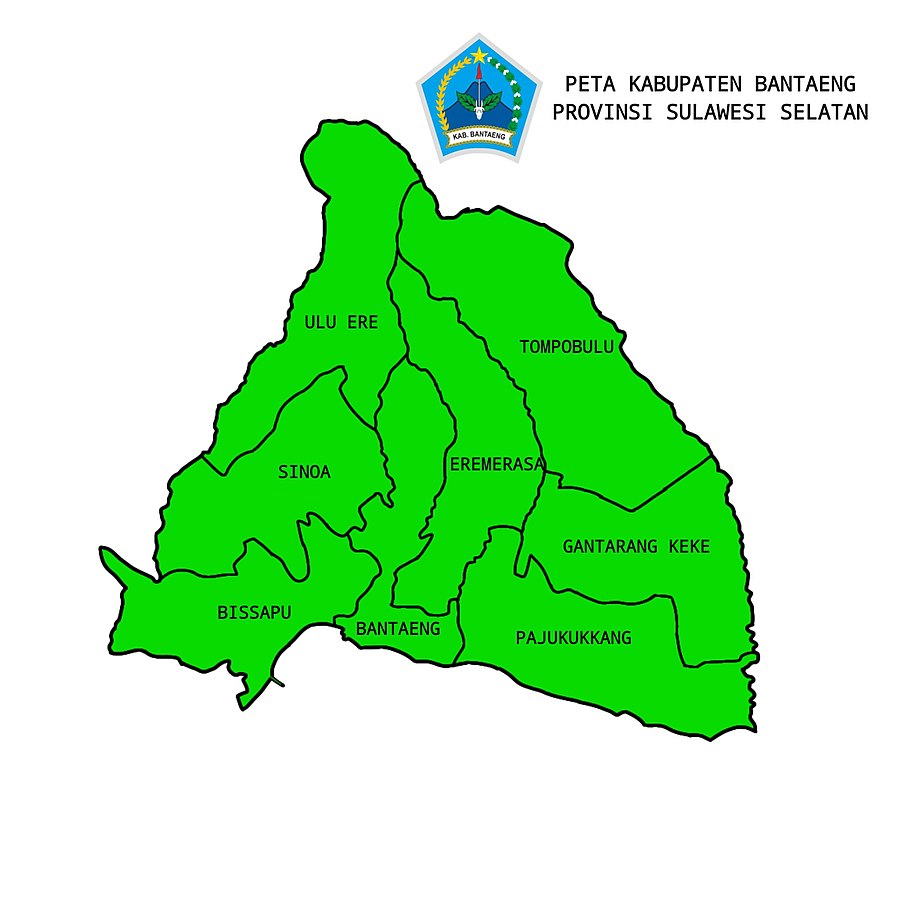 PETA KABUPATEN BANTAENG
PROVINSI SULAWESI SELATAN
KAB. BANTAENG
ULU ERE
TOMPOBULU
SINOA
EREMERASA
GANTARANG KEKE
BISSAPU
BANTAENG
PAJUKUKKANG